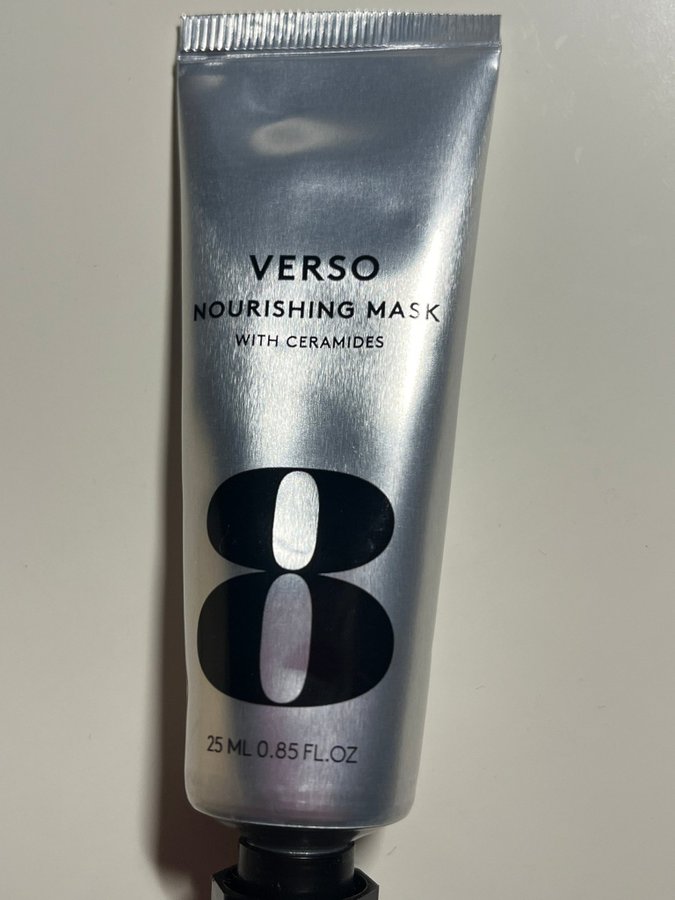 VERSO
NOURISHING MASK
WITH CERAMIDES
8
25 ML 0.85 FL.OZ